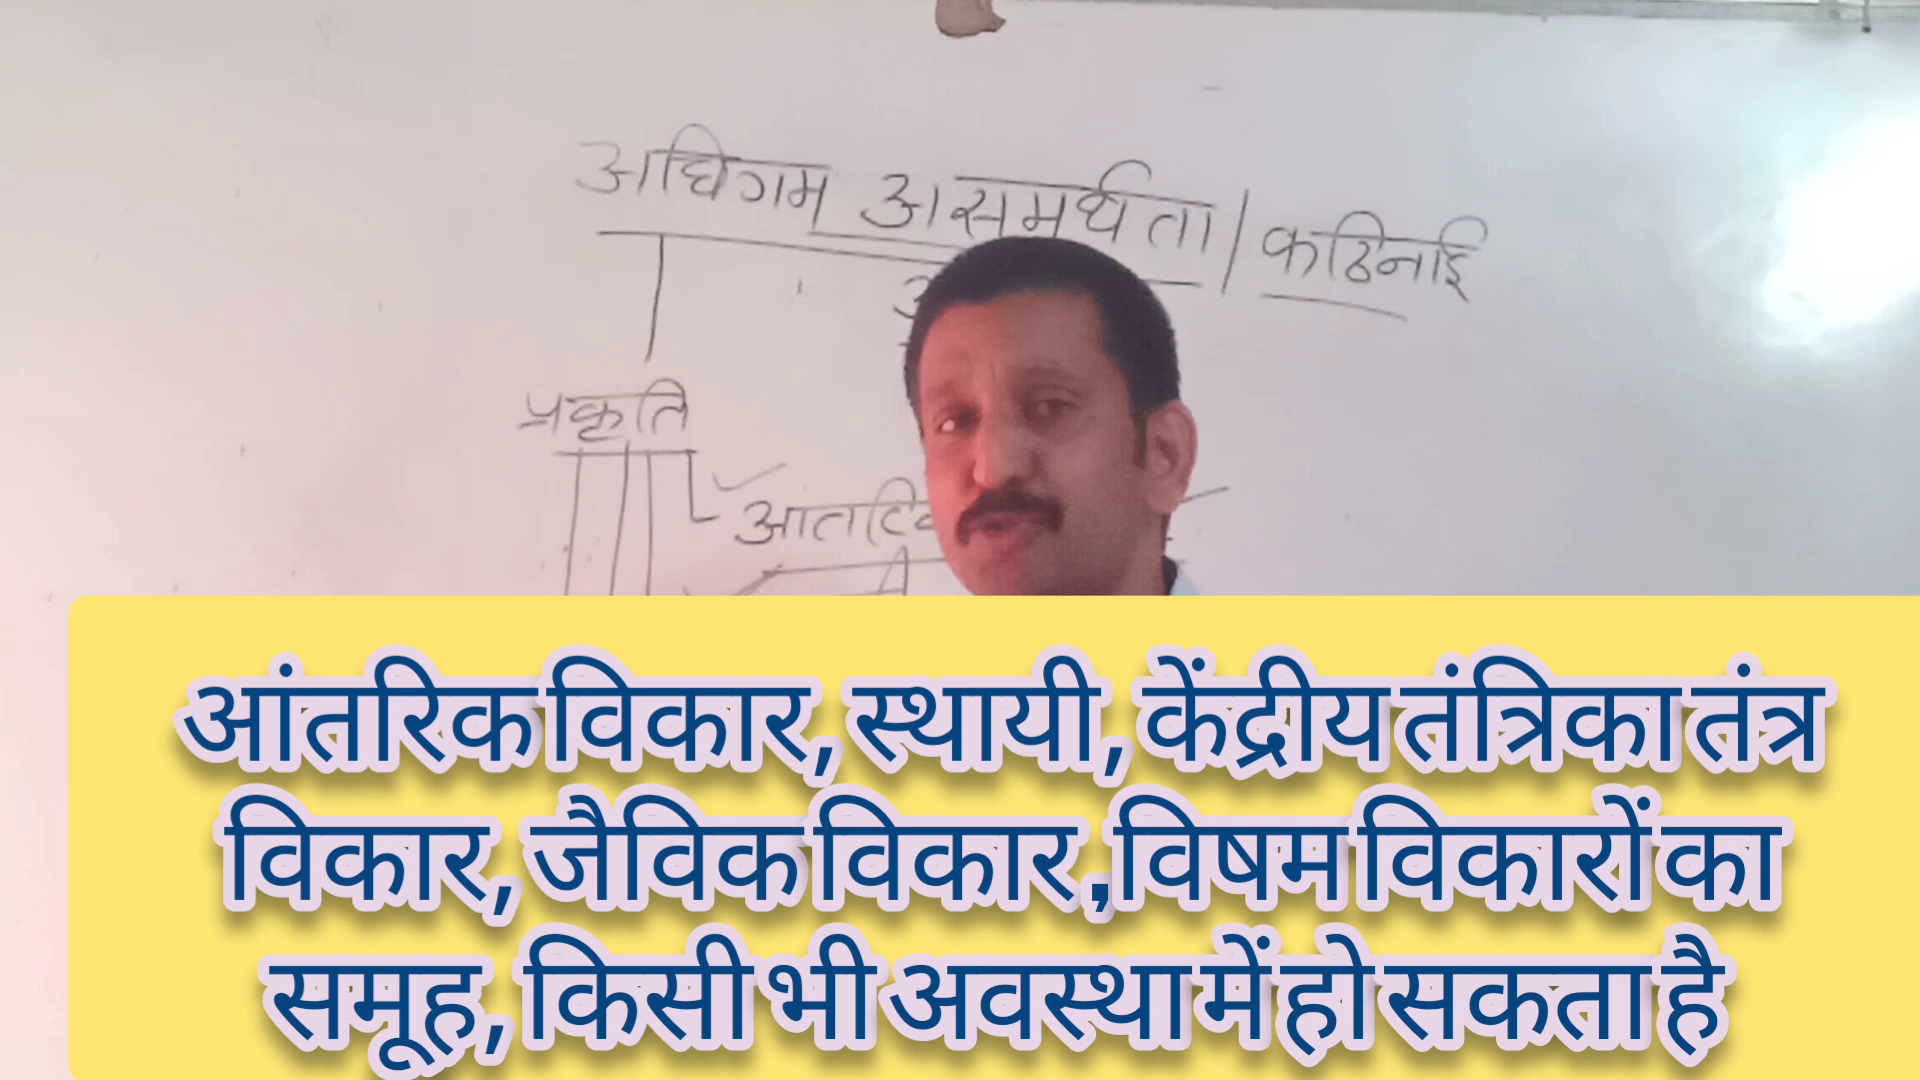 अधिगम असमर्थता / कठिनाई
प्रकृति
आंतरिक विकार, स्थायी, केंद्रीय तंत्रिका तंत्र
विकार, जैविक विकार ,विषम विकारों का
समूह, किसी भी अवस्था में हो सकता है